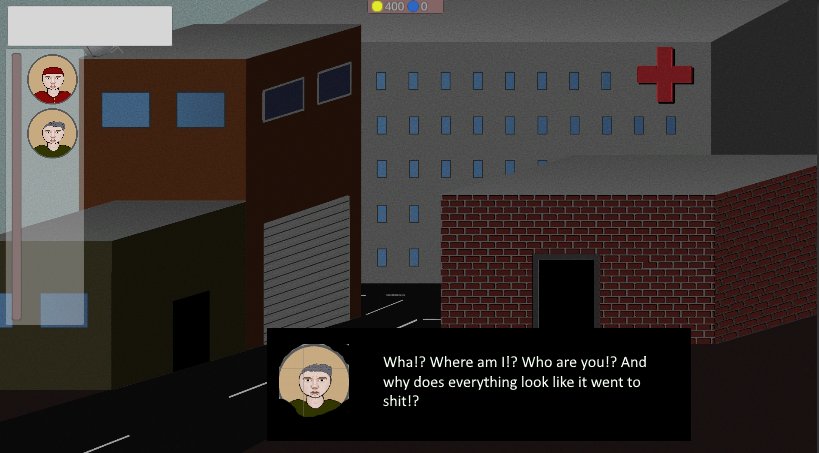 400 0
Wha!? Where am I!? Who are you!? And
why does everything look like it went to
shit!?